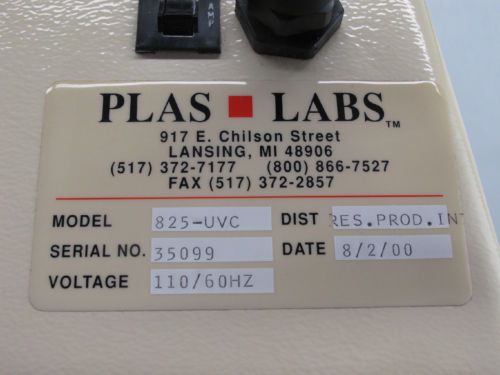 AMP
PLAS LABS™
917 E. Chilson Street
LANSING, MI 48906
(517) 372-7177 (800) 866-7527
FAX (517) 372-2857
MODEL 825-UVC DIST RES.PROD.INT
SERIAL NO. 35099 DATE 8/2/00
VOLTAGE 110/60HZ